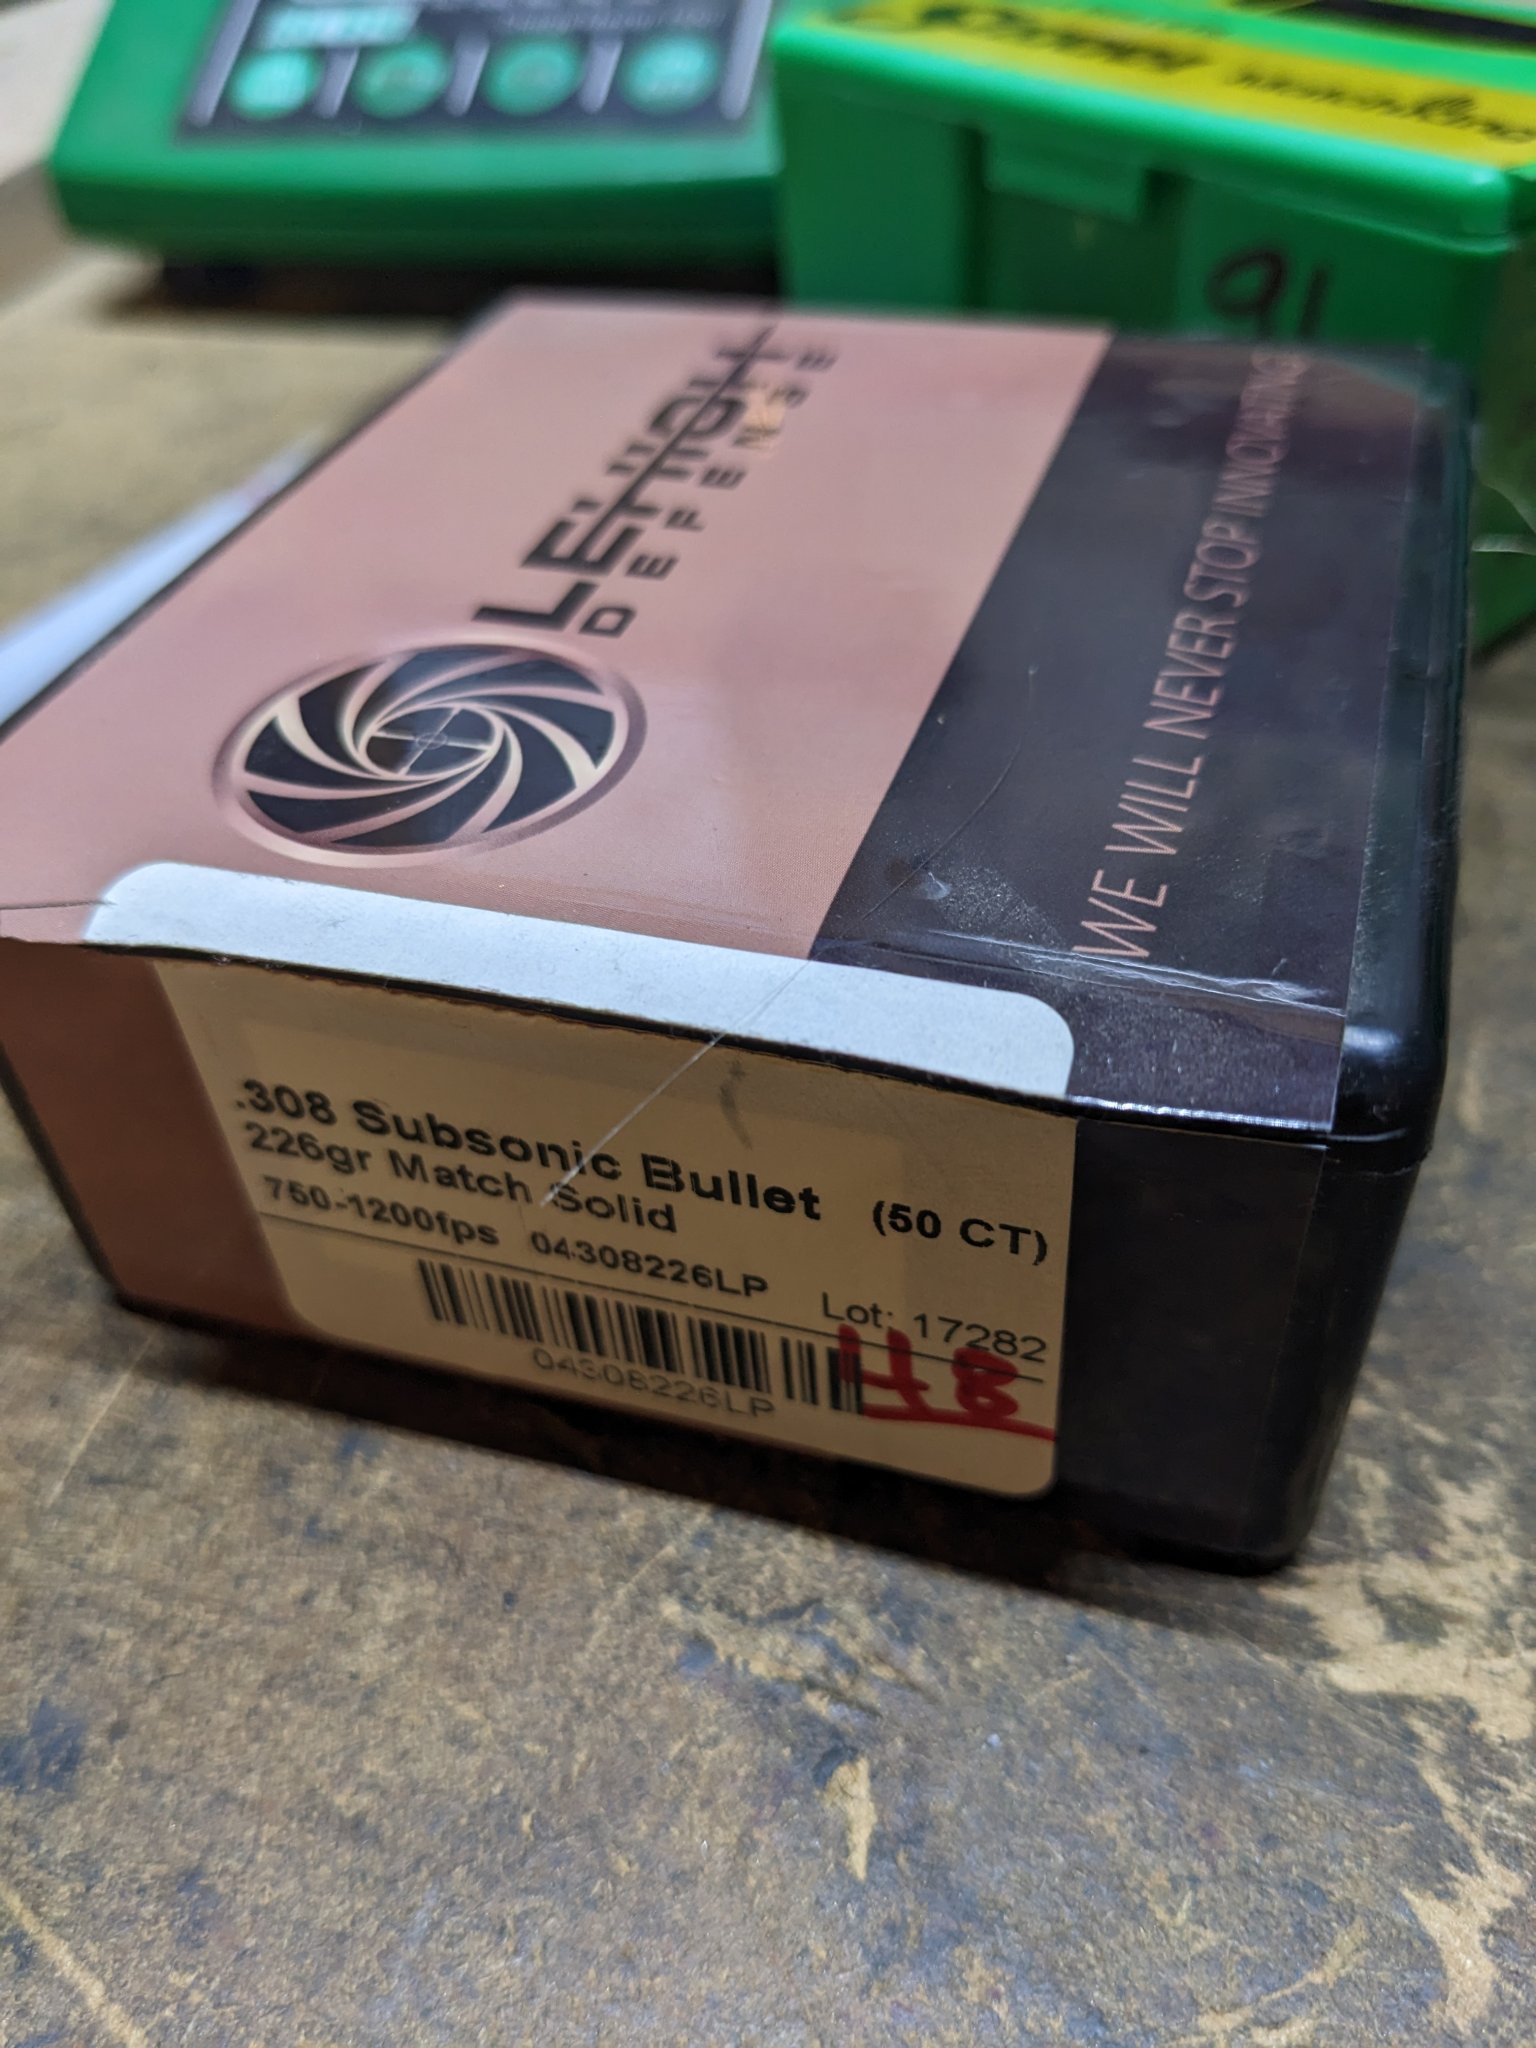 91
LEHIGH
DEFENSE
WE WILL NEVER STOP INNOVATING!
.308 Subsonic Bullet (50 CT)
226gr Match Solid
750-1200fps 04308226LP
Lot: 17282
04308226LP
48